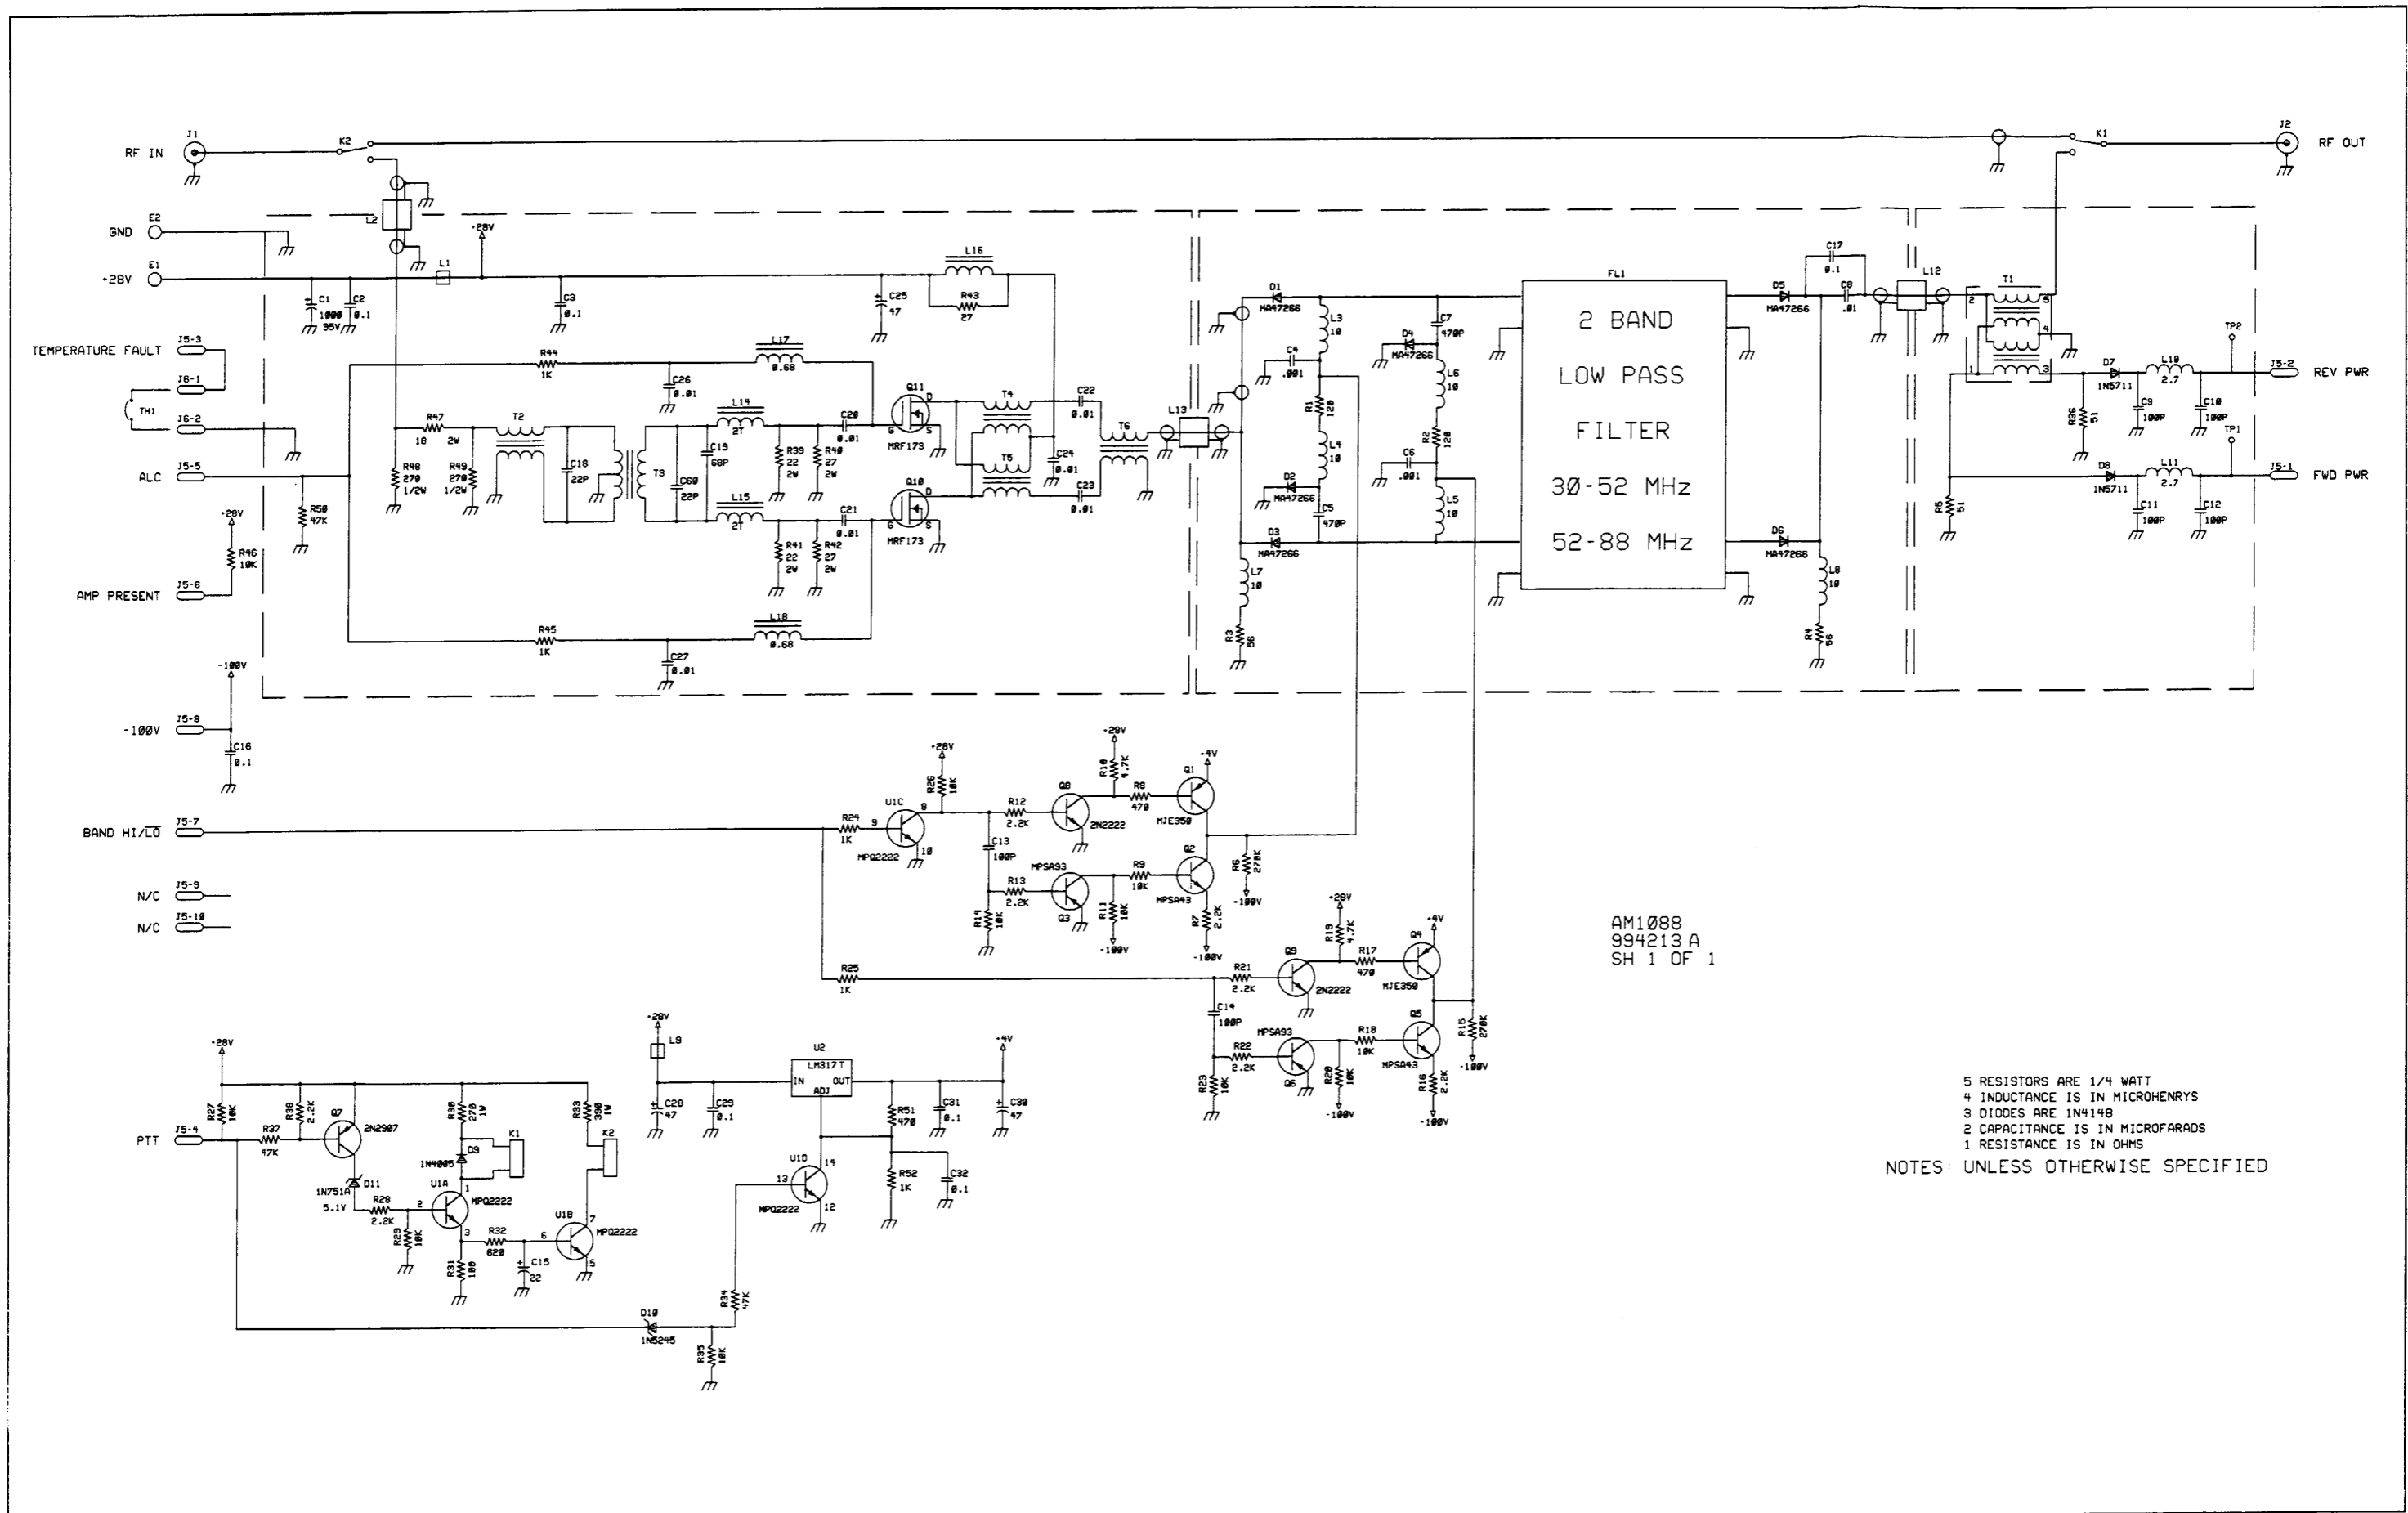 J1
RF IN
K2
K1
J2
RF OUT
L2
E2
GND
+28V
E1
+28V
L1
C1
1000
35V
C2
0.1
C3
0.1
C25
47
L16
R43
27
TEMPERATURE FAULT
J5-3
J6-1
TH1
J6-2
R44
1K
L17
0.68
C26
0.01
R47
18 2W
T2
C18
22P
T3
C19
68P
C60
22P
L14
2T
L15
2T
C20
0.01
R39
22
2W
R40
27
2W
Q11
D
G S
MRF173
T4
T5
C22
0.01
C24
0.01
C23
0.01
T6
L13
ALC
J5-5
R48
270
1/2W
R49
270
1/2W
R50
47K
+28V
R46
10K
C21
0.01
R41
22
2W
R42
27
2W
Q10
D
G S
MRF173
AMP PRESENT
J5-6
R45
1K
L18
0.68
C27
0.01
D1
MA47266
L3
10
C4
.001
R1
120
L4
10
D2
MA47266
C5
470P
D3
MA47266
L7
10
R3
56
C7
470P
D4
MA47266
L6
10
R2
120
C6
.001
L5
10
FL1
2 BAND
LOW PASS
FILTER
30-52 MHz
52-88 MHz
D5
MA47266
C17
0.1
C8
.01
L12
D6
MA47266
L8
10
R4
56
T1
2 5
4
1 3
TP2
D7
1N5711
L10
2.7
J5-2
REV PWR
R36
51
C9
100P
C10
100P
TP1
D8
1N5711
L11
2.7
J5-1
FWD PWR
R5
51
C11
100P
C12
100P
-100V
-100V
J5-8
C16
0.1
BAND HI/LO
J5-7
N/C
J5-9
N/C
J5-10
R24
1K
U1C
9
8
10
MPQ2222
+28V
R26
10K
R12
2.2K
C13
100P
R13
2.2K
R14
10K
Q8
2N2222
+28V
R10
4.7K
R8
470
Q1
+4V
MJE350
MPSA93
Q3
R9
10K
R11
10K
-100V
Q2
MPSA43
R7
2.2K
-100V
R6
270K
-100V
R25
1K
R21
2.2K
C14
100P
R22
2.2K
R23
10K
Q9
2N2222
+28V
R19
4.7K
R17
470
Q4
+4V
MJE350
MPSA93
Q6
R18
10K
R20
10K
-100V
Q5
MPSA43
R16
2.2K
-100V
R15
270K
-100V
AM1088
994213 A
SH 1 OF 1
+28V
R27
10K
PTT
J5-4
R37
47K
R38
2.2K
Q7
2N2907
1N751A
D11
5.1V
R28
2.2K
R29
10K
R30
270
1W
D9
1N4005
K1
U1A
1
2
3
MPQ2222
R31
100
R32
620
C15
22
R33
390
1W
K2
U1B
7
6
5
MPQ2222
+28V
L9
C28
47
C29
0.1
U2
LM317T
IN OUT
ADJ
R51
470
C31
0.1
+4V
C30
47
U1D
14
13
12
MPQ2222
R52
1K
C32
0.1
R34
47K
D10
1N5245
R35
10K
5 RESISTORS ARE 1/4 WATT
4 INDUCTANCE IS IN MICROHENRYS
3 DIODES ARE 1N4148
2 CAPACITANCE IS IN MICROFARADS
1 RESISTANCE IS IN OHMS
NOTES: UNLESS OTHERWISE SPECIFIED